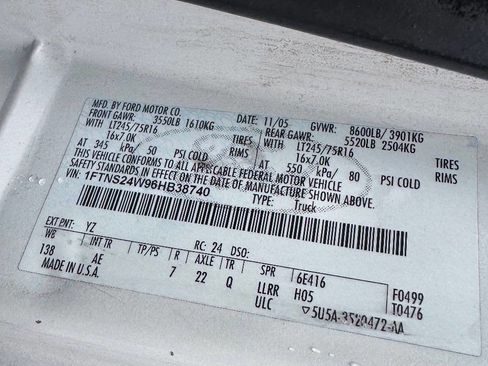 MFD. BY FORD MOTOR CO.
DATE: 11/05 GVWR: 8600LB/ 3901KG
FRONT GAWR: 3550LB 1610KG REAR GAWR: 5520LB 2504KG
WITH LT245/75R16 TIRES WITH LT245/75R16 TIRES
16x7.0K RIMS 16x7.0K RIMS
AT 345 kPa/ 50 PSI COLD AT 550 kPa/ 80 PSI COLD
THIS VEHICLE CONFORMS TO ALL APPLICABLE FEDERAL MOTOR VEHICLE
SAFETY STANDARDS IN EFFECT ON THE DATE OF MANUFACTURE SHOWN ABOVE.
VIN: 1FTNS24W96HB38740
TYPE: Truck
EXT PNT: YZ RC: 24 DSO:
WB INT TR TP/PS R AXLE TR SPR 6E416 F0499
138 AE 7 22 Q LLRR H05 T0476
MADE IN U.S.A. ULC ▽5U5A-3520472-AA